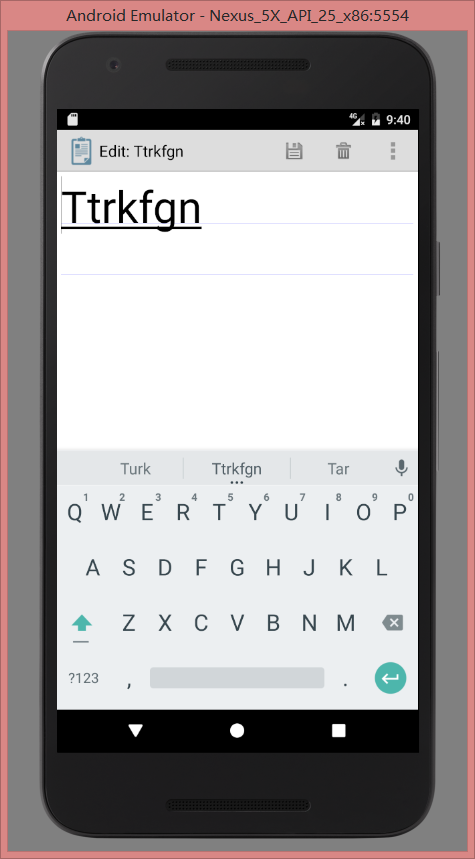 Android Emulator - Nexus_5X_API_25_x86:5554
4G 9:40
Edit: Ttrkfgn
Ttrkfgn
Turk Ttrkfgn Tar
Q1 W2 E3 R4 T5 Y6 U7 I8 O9 P0
A S D F G H J K L
Z X C V B N M
?123 , .